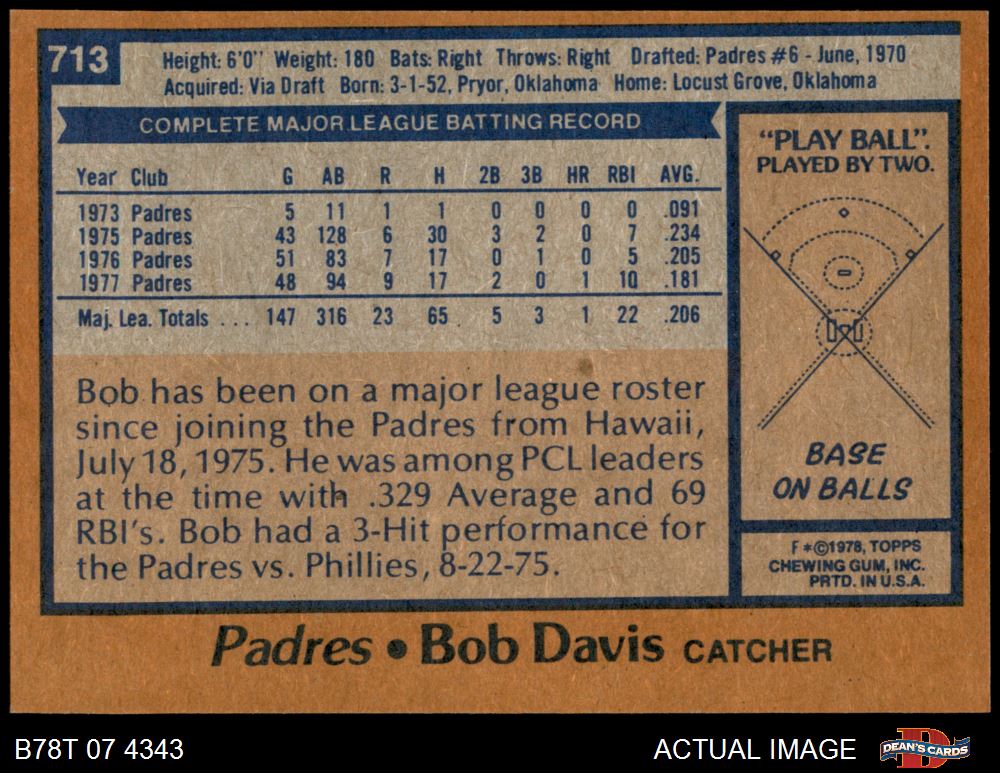 713
Height: 6'0" Weight: 180 Bats: Right Throws: Right Drafted: Padres #6 - June, 1970
Acquired: Via Draft Born: 3-1-52, Pryor, Oklahoma Home: Locust Grove, Oklahoma
COMPLETE MAJOR LEAGUE BATTING RECORD
Year Club G AB R H 2B 3B HR RBI AVG.
1973 Padres 5 11 1 1 0 0 0 0 .091
1975 Padres 43 128 6 30 3 2 0 7 .234
1976 Padres 51 83 7 17 0 1 0 5 .205
1977 Padres 48 94 9 17 2 0 1 10 .181
Maj. Lea. Totals ... 147 316 23 65 5 3 1 22 .206
Bob has been on a major league roster
since joining the Padres from Hawaii,
July 18, 1975. He was among PCL leaders
at the time with .329 Average and 69
RBI's. Bob had a 3-Hit performance for
the Padres vs. Phillies, 8-22-75.
"PLAY BALL".
PLAYED BY TWO.
BASE
ON BALLS
F*©1978, TOPPS
CHEWING GUM, INC.
PRTD. IN U.S.A.
Padres • Bob Davis CATCHER
B78T 07 4343
ACTUAL IMAGE
DEAN'S CARDS